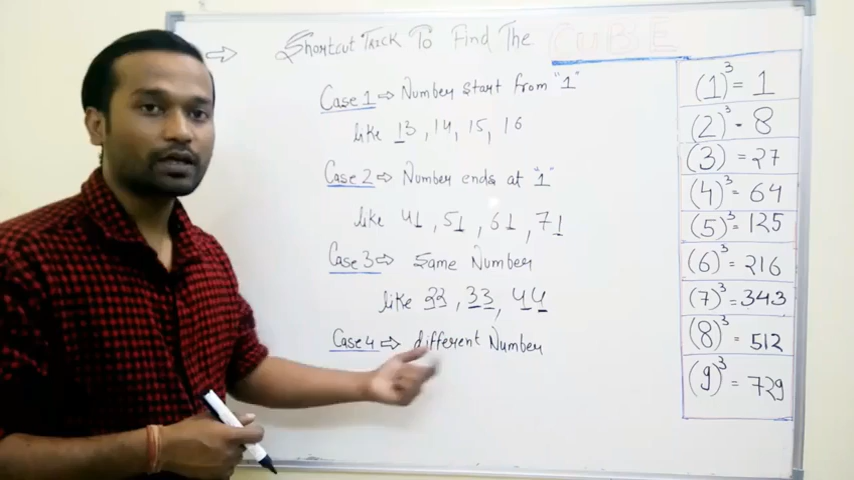 ⇒ Shortcut Trick To Find The CUBE
Case 1 ⇒ Number start from "1"
like 13, 14, 15, 16
Case 2 ⇒ Number ends at "1"
like 41, 51, 61, 71
Case 3 ⇒ Same Number
like 22, 33, 44
Case 4 ⇒ different Number
(1)³ = 1
(2)³ - 8
(3)³ = 27
(4)³ = 64
(5)³ = 125
(6)³ = 216
(7)³ = 343
(8)³ = 512
(9)³ = 729